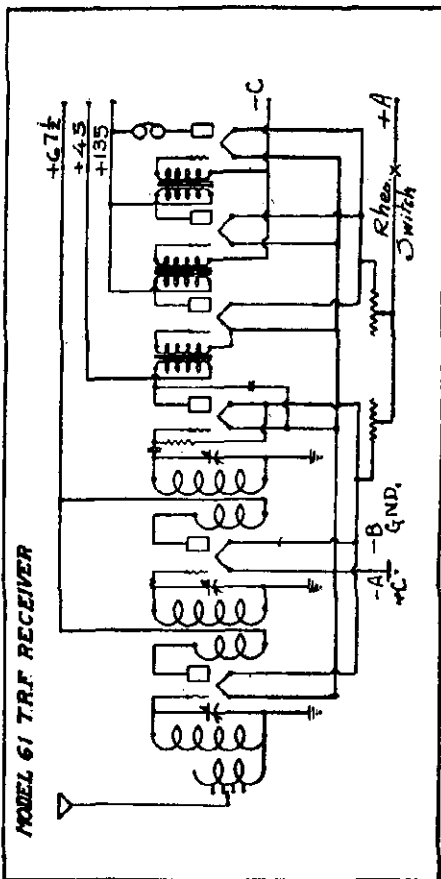 MODEL 61 T.R.F. RECEIVER
+67½
+45
+135
-C
+A
Rheo.
Switch
-B
GND.
-A
+C